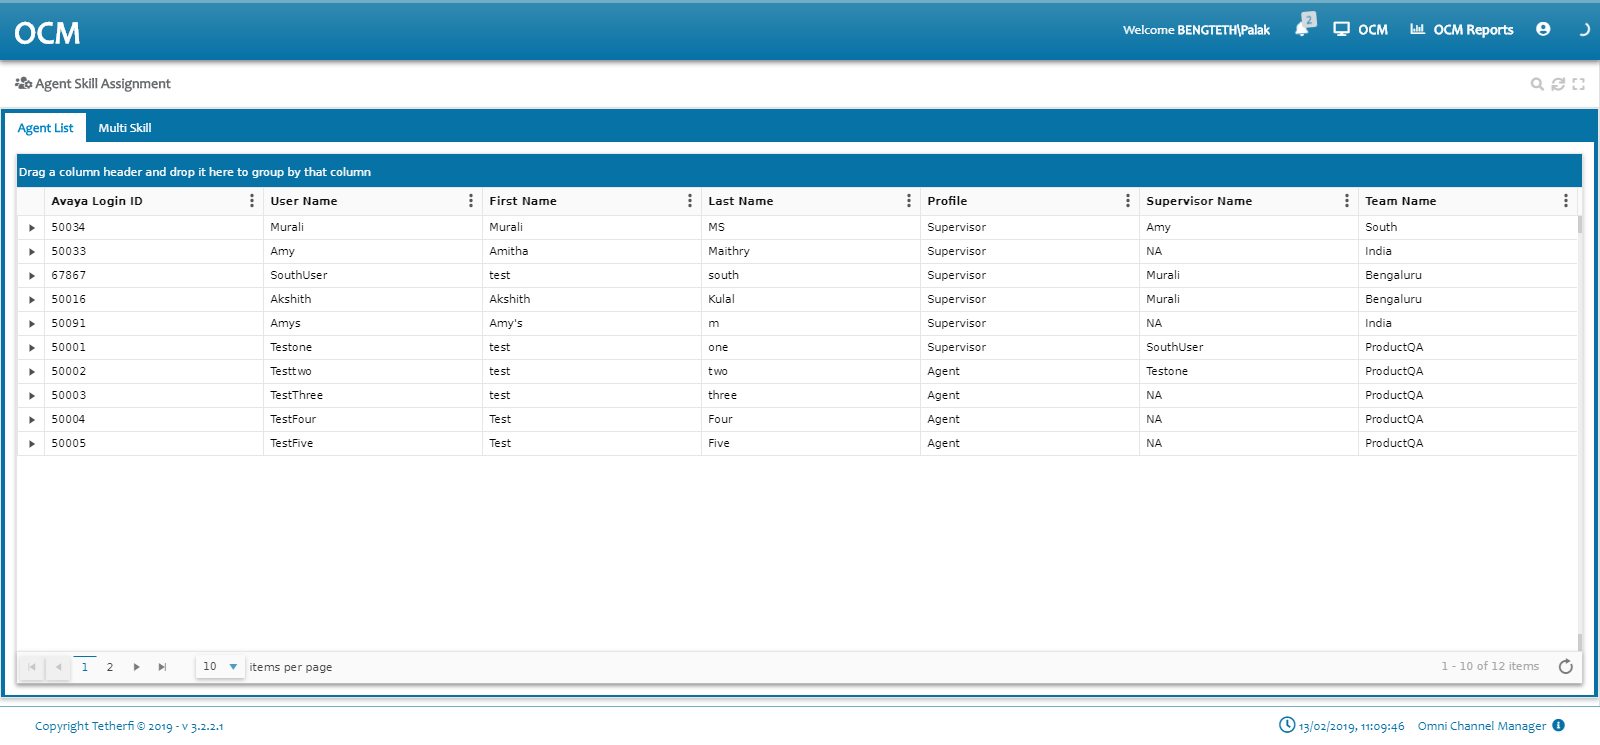 OCM
Welcome BENGTETH\Palak 2 OCM OCM Reports
Agent Skill Assignment
Agent List Multi Skill
Drag a column header and drop it here to group by that column
Avaya Login ID User Name First Name Last Name Profile Supervisor Name Team Name
50034 Murali Murali MS Supervisor Amy South
50033 Amy Amitha Maithry Supervisor NA India
67867 SouthUser test south Supervisor Murali Bengaluru
50016 Akshith Akshith Kulal Supervisor Murali Bengaluru
50091 Amys Amy's m Supervisor NA India
50001 Testone test one Supervisor SouthUser ProductQA
50002 Testtwo test two Agent Testone ProductQA
50003 TestThree test three Agent NA ProductQA
50004 TestFour Test Four Agent NA ProductQA
50005 TestFive Test Five Agent NA ProductQA
1 2 10 items per page 1 - 10 of 12 items
Copyright Tetherfi © 2019 - v 3.2.2.1 13/02/2019, 11:09:46 Omni Channel Manager